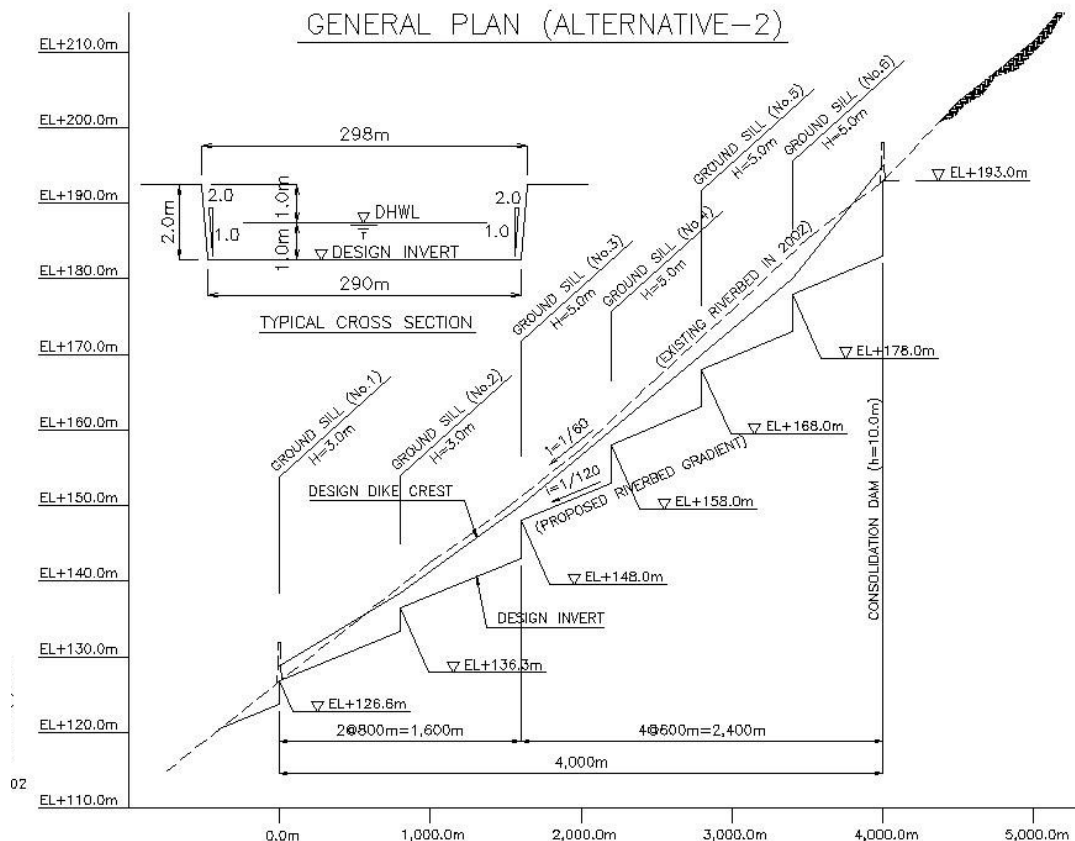 GENERAL PLAN (ALTERNATIVE-2)
EL+210.0m
EL+200.0m
EL+190.0m
EL+180.0m
EL+170.0m
EL+160.0m
EL+150.0m
EL+140.0m
EL+130.0m
EL+120.0m
EL+110.0m
298m
2.0
2.0
1.0m
DHWL
2.0m
1.0
1.0
1.0m
DESIGN INVERT
290m
TYPICAL CROSS SECTION
GROUND SILL (No.1)
H=3.0m
GROUND SILL (No.2)
H=3.0m
GROUND SILL (No.3)
H=5.0m
GROUND SILL (No.4)
H=5.0m
GROUND SILL (No.5)
H=5.0m
GROUND SILL (No.6)
H=5.0m
EL+193.0m
(EXISTING RIVERBED IN 2002)
I=1/60
I=1/120
(PROPOSED RIVERBED GRADIENT)
DESIGN DIKE CREST
DESIGN INVERT
EL+178.0m
EL+168.0m
EL+158.0m
EL+148.0m
EL+136.3m
EL+126.6m
CONSOLIDATION DAM (h=10.0m)
2@800m=1,600m
4@600m=2,400m
4,000m
02
0.0m
1,000.0m
2,000.0m
3,000.0m
4,000.0m
5,000.0m